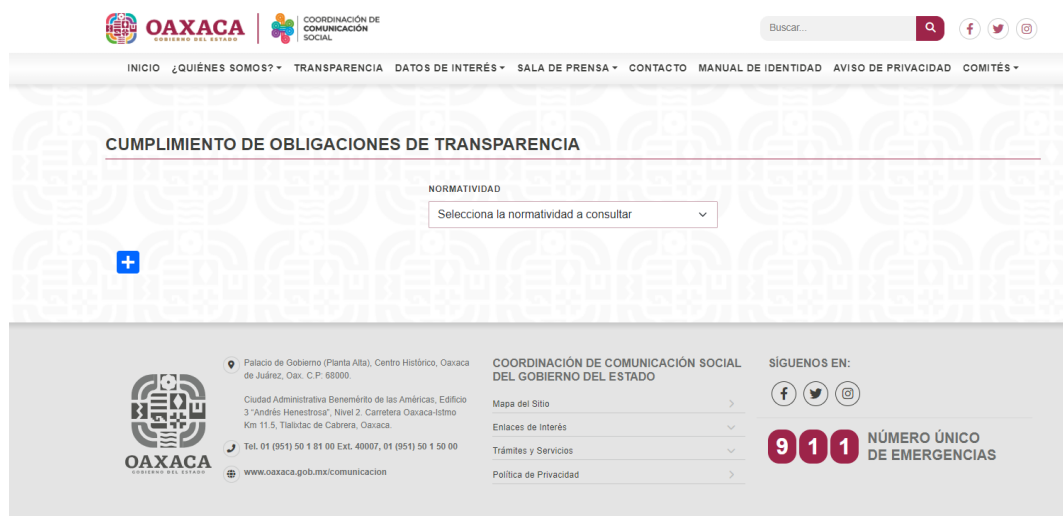 OAXACA
GOBIERNO DEL ESTADO
COORDINACIÓN DE
COMUNICACIÓN
SOCIAL
Buscar...
INICIO ¿QUIÉNES SOMOS? TRANSPARENCIA DATOS DE INTERÉS SALA DE PRENSA CONTACTO MANUAL DE IDENTIDAD AVISO DE PRIVACIDAD COMITÉS
CUMPLIMIENTO DE OBLIGACIONES DE TRANSPARENCIA
NORMATIVIDAD
Selecciona la normatividad a consultar
OAXACA
GOBIERNO DEL ESTADO
Palacio de Gobierno (Planta Alta), Centro Histórico, Oaxaca
de Juárez, Oax. C.P. 68000.
Ciudad Administrativa Benemérito de las Américas, Edificio
3 "Andrés Henestrosa", Nivel 2. Carretera Oaxaca-Istmo
Km 11.5, Tlalixtac de Cabrera, Oaxaca.
Tel. 01 (951) 50 1 81 00 Ext. 40007, 01 (951) 50 1 50 00
www.oaxaca.gob.mx/comunicacion
COORDINACIÓN DE COMUNICACIÓN SOCIAL
DEL GOBIERNO DEL ESTADO
Mapa del Sitio
Enlaces de Interés
Trámites y Servicios
Política de Privacidad
SÍGUENOS EN:
911
NÚMERO ÚNICO
DE EMERGENCIAS